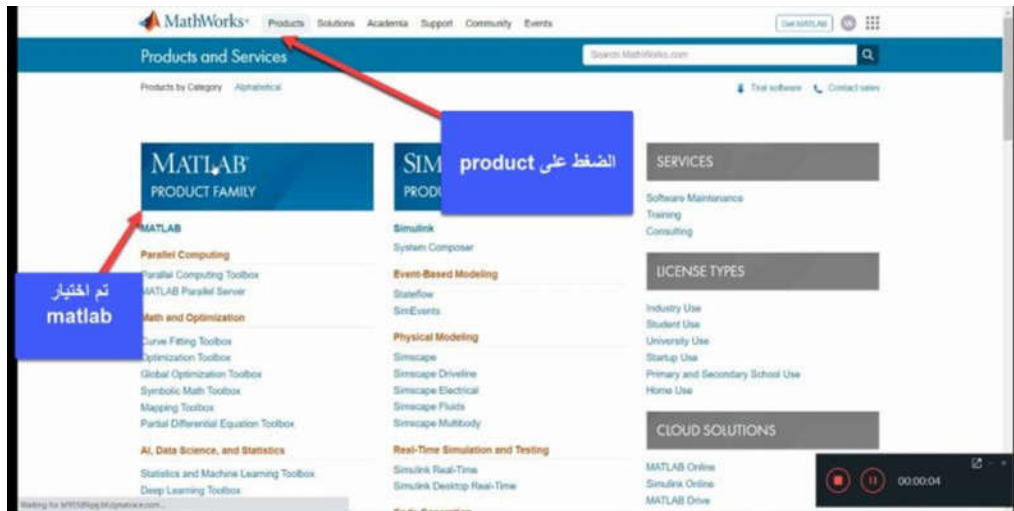 MathWorks®
Products Solutions Academia Support Community Events
Get MATLAB
Products and Services
Search MathWorks.com
Products by Category Alphabetical
Trial software Contact sales
الضغط على product
MATLAB®
PRODUCT FAMILY
SIM
PRODU
SERVICES
Software Maintenance
Training
Consulting
MATLAB
Simulink
System Composer
Parallel Computing
Parallel Computing Toolbox
MATLAB Parallel Server
Event-Based Modeling
Stateflow
SimEvents
LICENSE TYPES
Industry Use
Student Use
University Use
Startup Use
Primary and Secondary School Use
Home Use
تم اختيار
matlab
Math and Optimization
Curve Fitting Toolbox
Optimization Toolbox
Global Optimization Toolbox
Symbolic Math Toolbox
Mapping Toolbox
Partial Differential Equation Toolbox
Physical Modeling
Simscape
Simscape Driveline
Simscape Electrical
Simscape Fluids
Simscape Multibody
CLOUD SOLUTIONS
MATLAB Online
Simulink Online
MATLAB Drive
AI, Data Science, and Statistics
Statistics and Machine Learning Toolbox
Deep Learning Toolbox
Real-Time Simulation and Testing
Simulink Real-Time
Simulink Desktop Real-Time
Code Generation
00:00:04
Waiting for